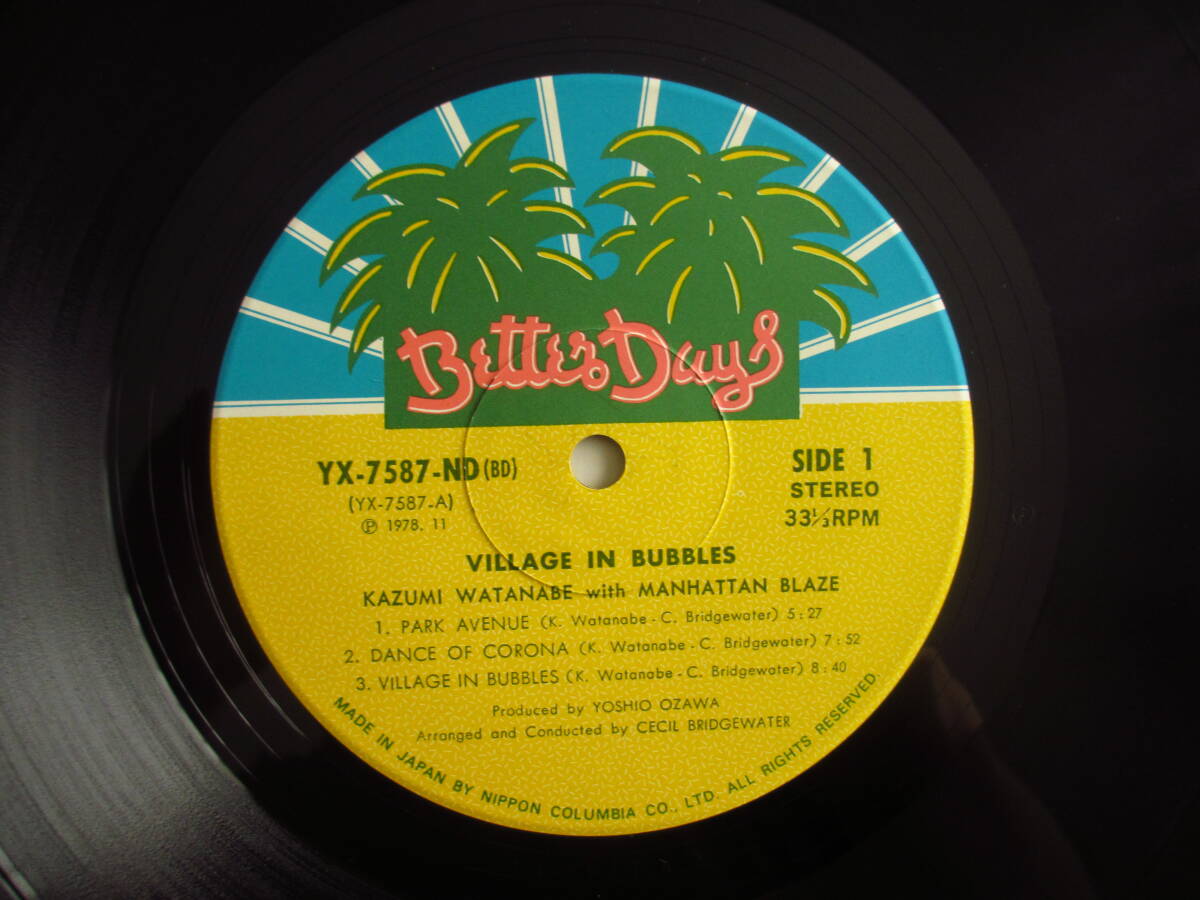 Better Days
YX-7587-ND (BD)
(YX-7587-A)
Ⓟ 1978. 11
SIDE 1
STEREO
33⅓RPM
VILLAGE IN BUBBLES
KAZUMI WATANABE with MANHATTAN BLAZE
1. PARK AVENUE (K. Watanabe - C. Bridgewater) 5:27
2. DANCE OF CORONA (K. Watanabe - C. Bridgewater) 7:52
3. VILLAGE IN BUBBLES (K. Watanabe - C. Bridgewater) 8:40
Produced by YOSHIO OZAWA
Arranged and Conducted by CECIL BRIDGEWATER
MADE IN JAPAN BY NIPPON COLUMBIA CO., LTD. ALL RIGHTS RESERVED